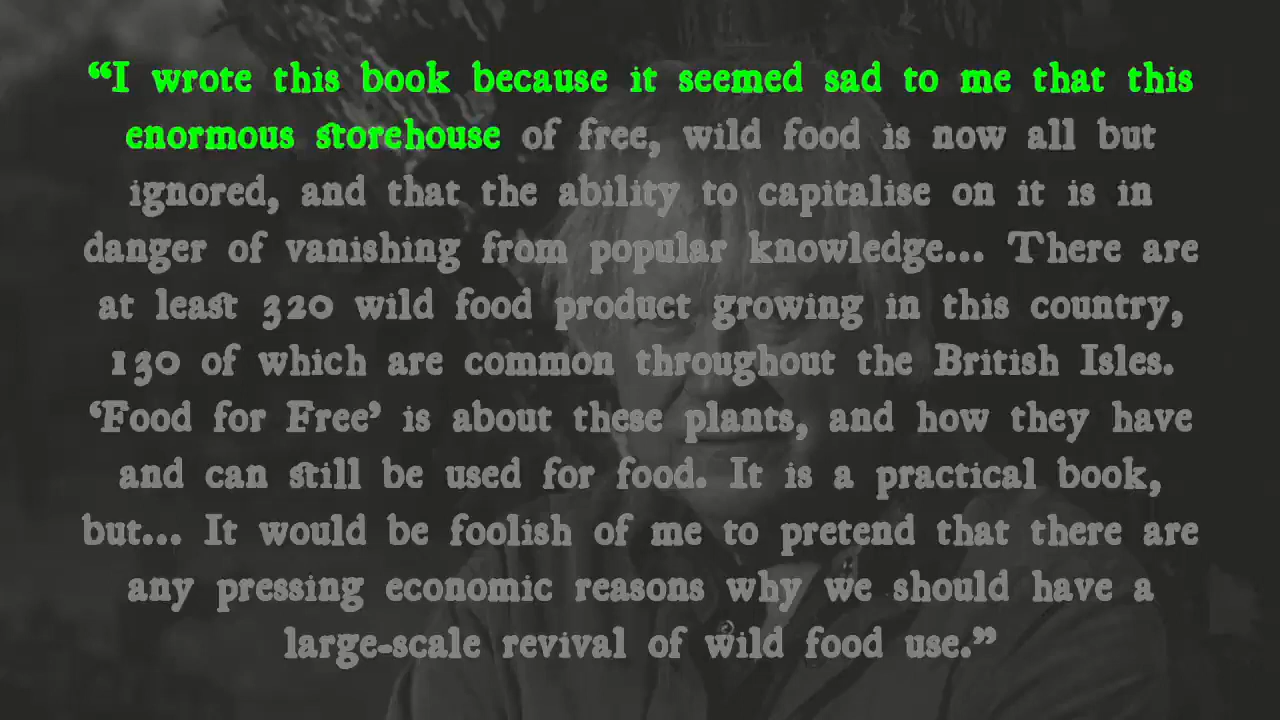 “I wrote this book because it seemed sad to me that this
enormous storehouse of free, wild food is now all but
ignored, and that the ability to capitalise on it is in
danger of vanishing from popular knowledge... There are
at least 320 wild food product growing in this country,
130 of which are common throughout the British Isles.
‘Food for Free’ is about these plants, and how they have
and can still be used for food. It is a practical book,
but... It would be foolish of me to pretend that there are
any pressing economic reasons why we should have a
large-scale revival of wild food use.”